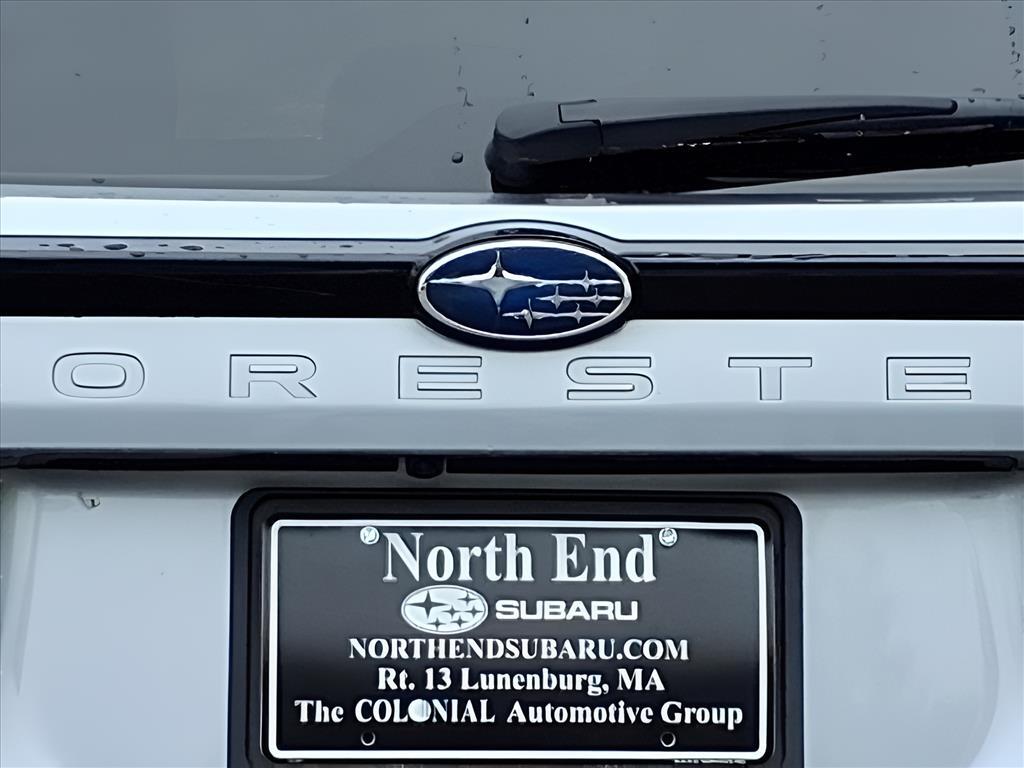 ORESTE
North End
SUBARU
NORTHENDSUBARU.COM
Rt. 13 Lunenburg, MA
The COLONIAL Automotive Group